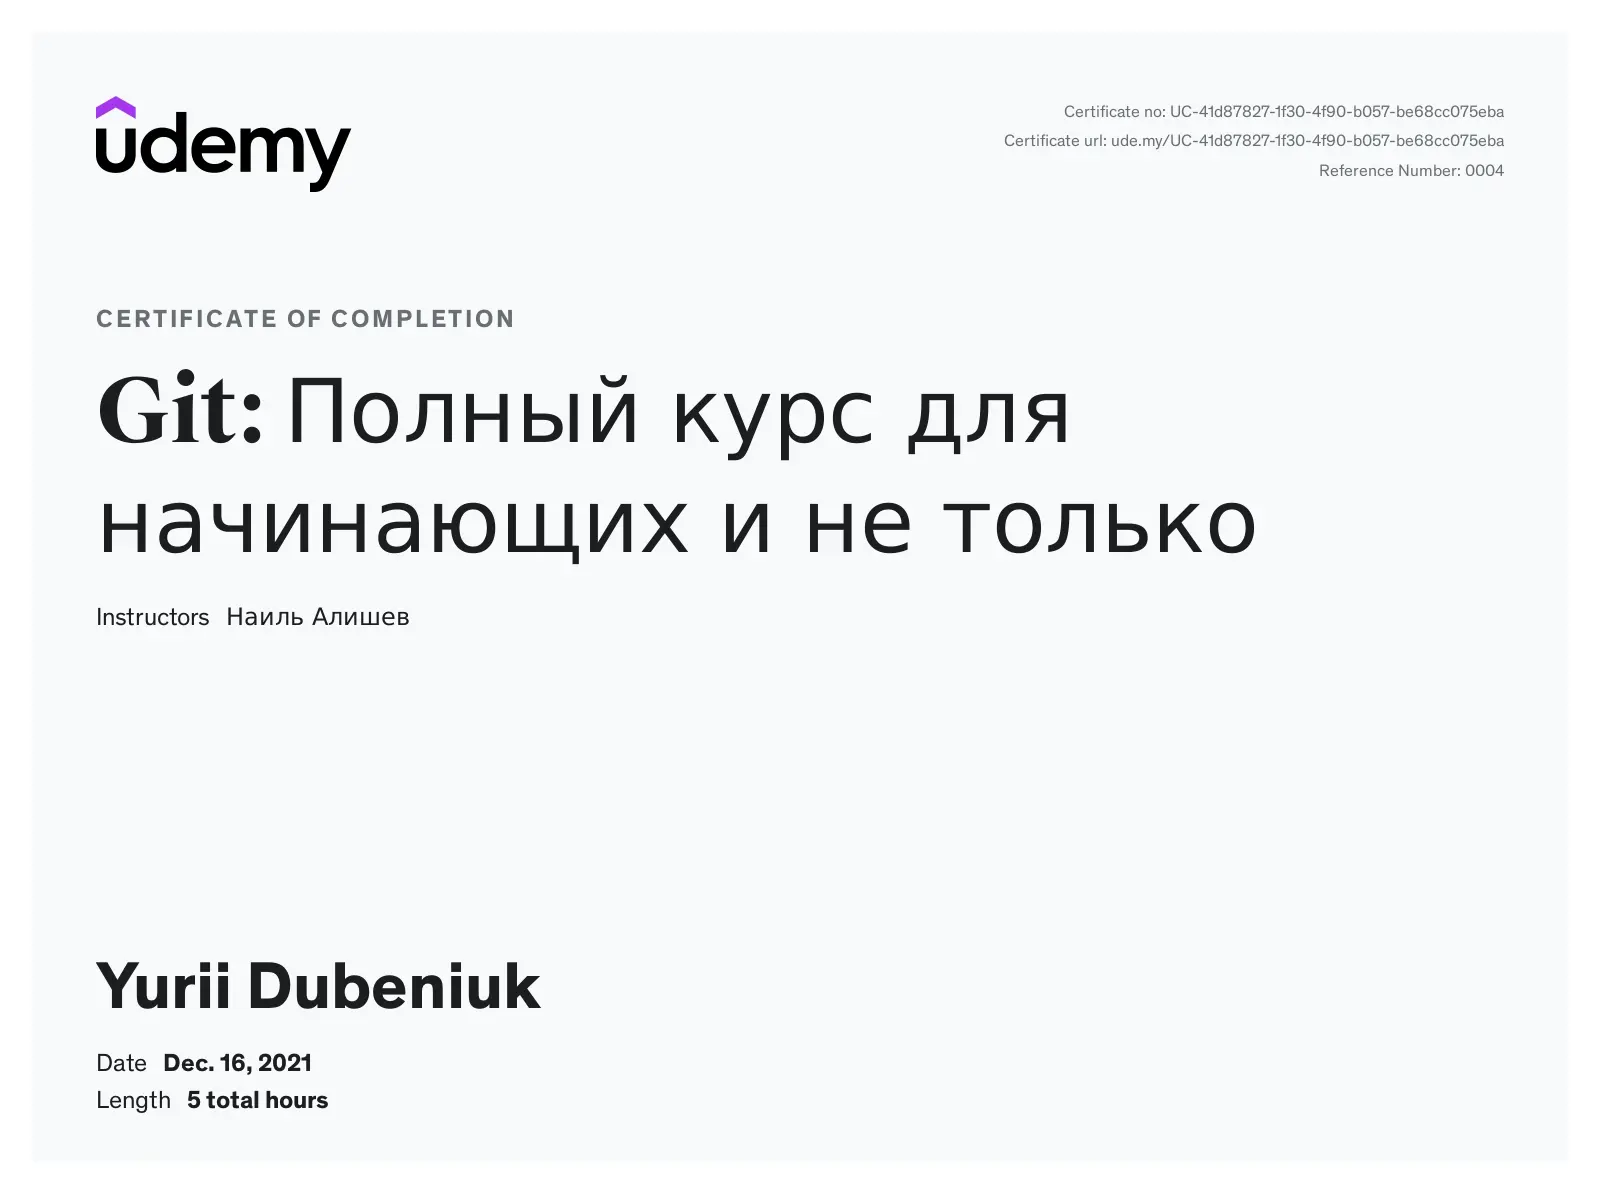 udemy
Certificate no: UC-41d87827-1f30-4f90-b057-be68cc075eba
Certificate url: ude.my/UC-41d87827-1f30-4f90-b057-be68cc075eba
Reference Number: 0004
CERTIFICATE OF COMPLETION
Git: Полный курс для
начинающих и не только
Instructors Наиль Алишев
Yurii Dubeniuk
Date Dec. 16, 2021
Length 5 total hours